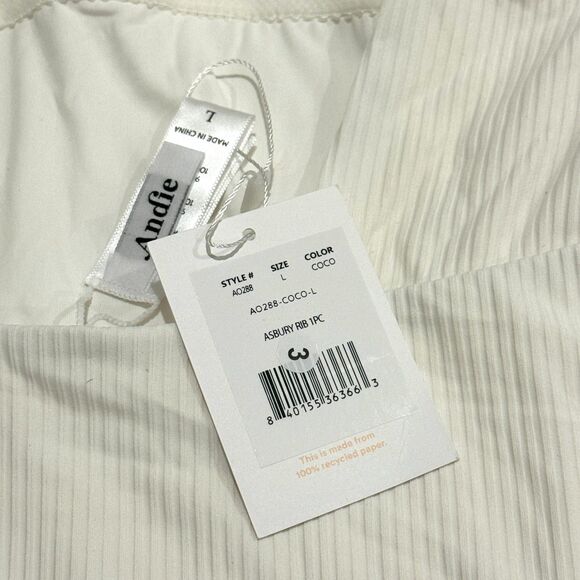 L
MADE IN CHINA
Andie
STYLE # SIZE COLOR
AO288 L COCO
AO288-COCO-L
ASBURY RIB 1PC
3
8 40155 36366 3
This is made from
100% recycled paper.